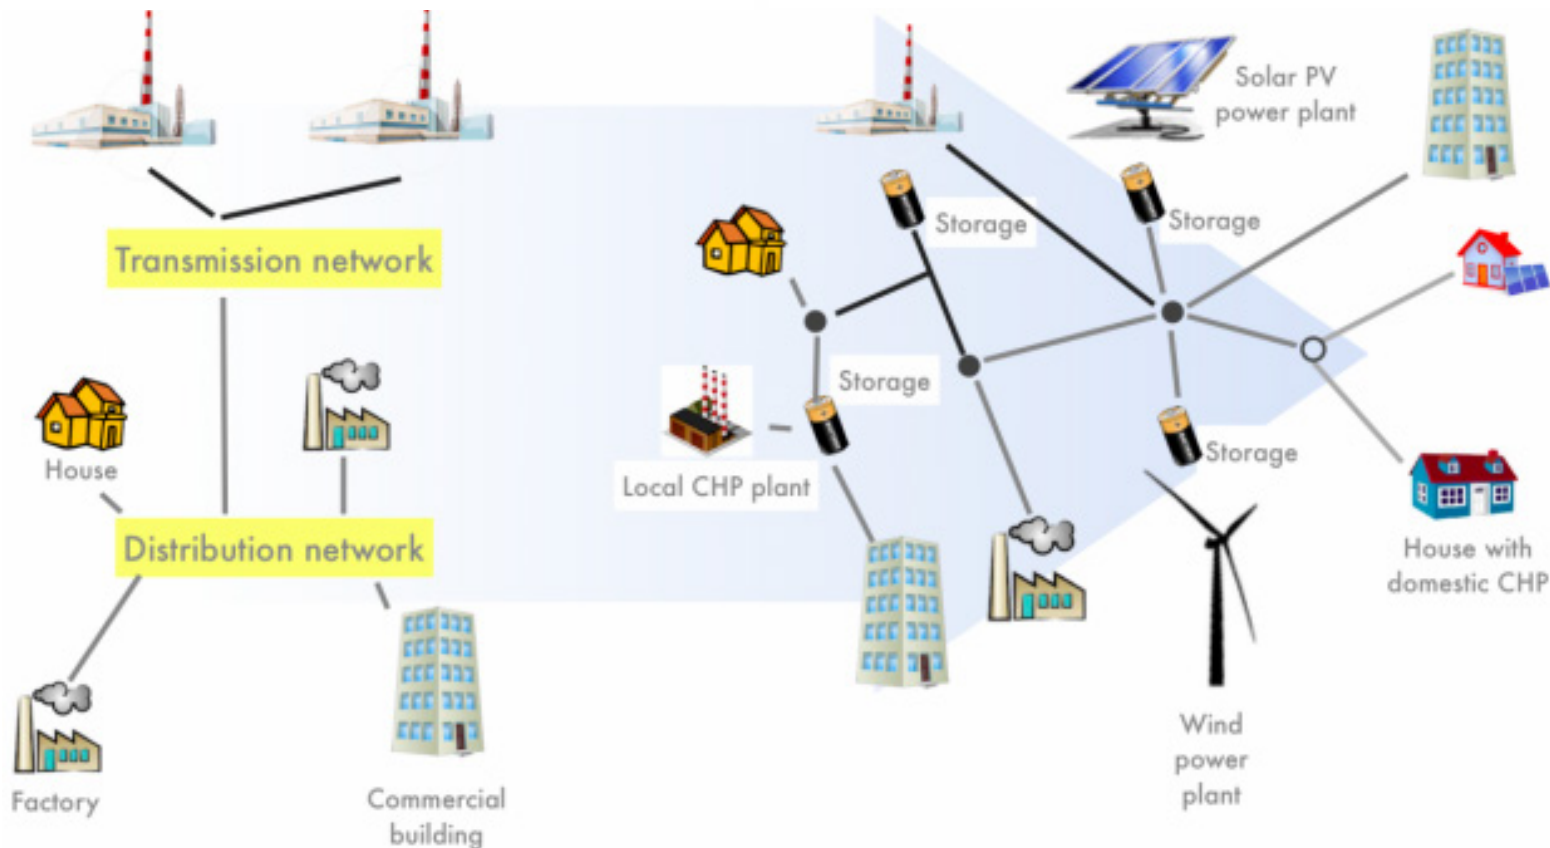 Solar PV
power plant
Storage
Storage
Transmission network
Storage
House
Storage
Local CHP plant
Distribution network
House with
domestic CHP
Wind
power
plant
Factory
Commercial
building